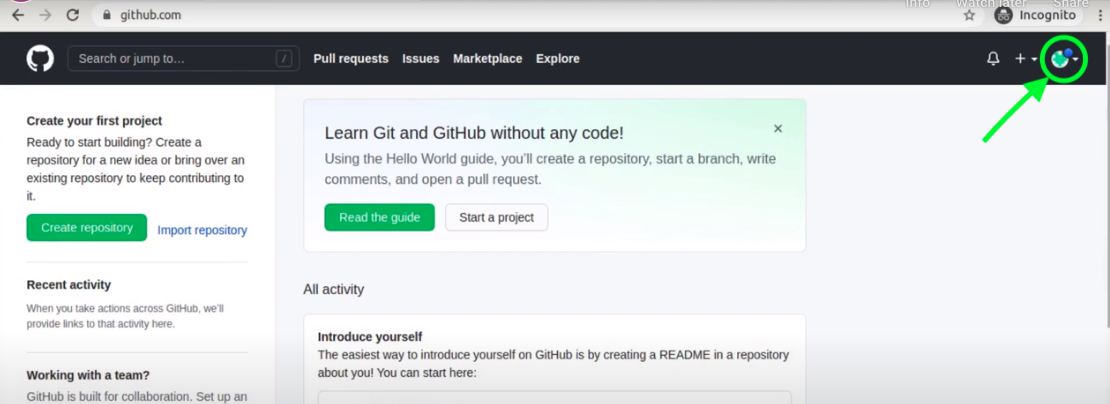 Info Watch later Share
github.com
Incognito
Search or jump to…
/
Pull requests Issues Marketplace Explore
Create your first project
Ready to start building? Create a
repository for a new idea or bring over an
existing repository to keep contributing to
it.
Create repository
Import repository
Recent activity
When you take actions across GitHub, we’ll
provide links to that activity here.
Working with a team?
GitHub is built for collaboration. Set up an
Learn Git and GitHub without any code!
Using the Hello World guide, you’ll create a repository, start a branch, write
comments, and open a pull request.
Read the guide
Start a project
All activity
Introduce yourself
The easiest way to introduce yourself on GitHub is by creating a README in a repository
about you! You can start here: